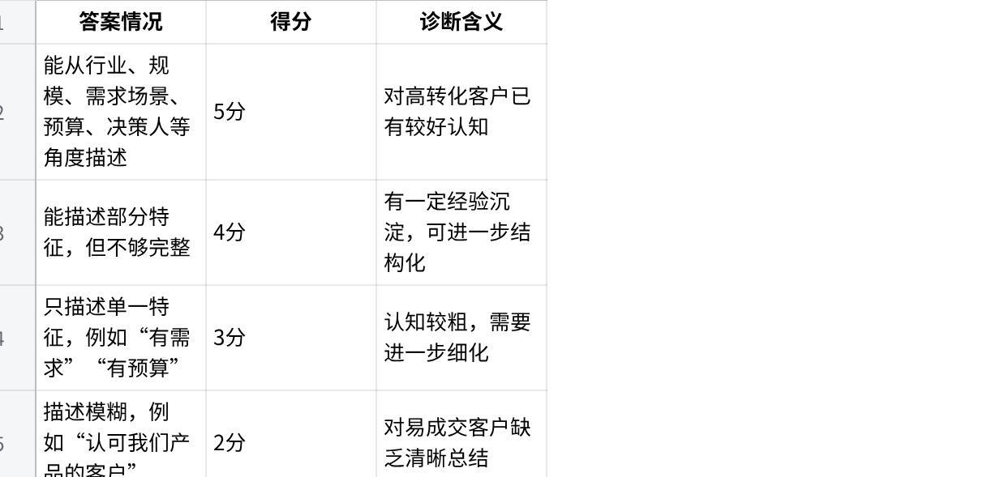 答案情况 得分 诊断含义
2
能从行业、规
模、需求场景、
预算、决策人等
角度描述
5分
对高转化客户已
有较好认知
3
能描述部分特
征，但不够完整
4分
有一定经验沉
淀，可进一步结
构化
4
只描述单一特
征，例如“有需
求” “有预算”
3分
认知较粗，需要
进一步细化
5
描述模糊，例
如“认可我们产
品的客户”
2分
对易成交客户缺
乏清晰总结